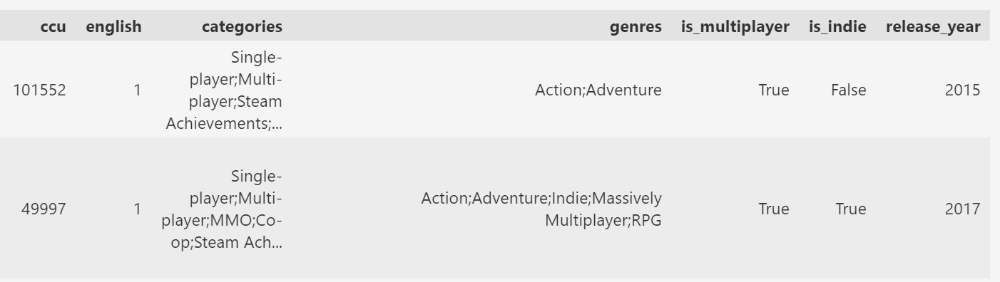 ccu english categories genres is_multiplayer is_indie release_year
Single-
player;Multi-
player;Steam
Achievements;...
101552 1 Action;Adventure True False 2015
Single-
player;Multi-
player;MMO;Co-
op;Steam Ach...
49997 1 Action;Adventure;Indie;Massively
Multiplayer;RPG True True 2017